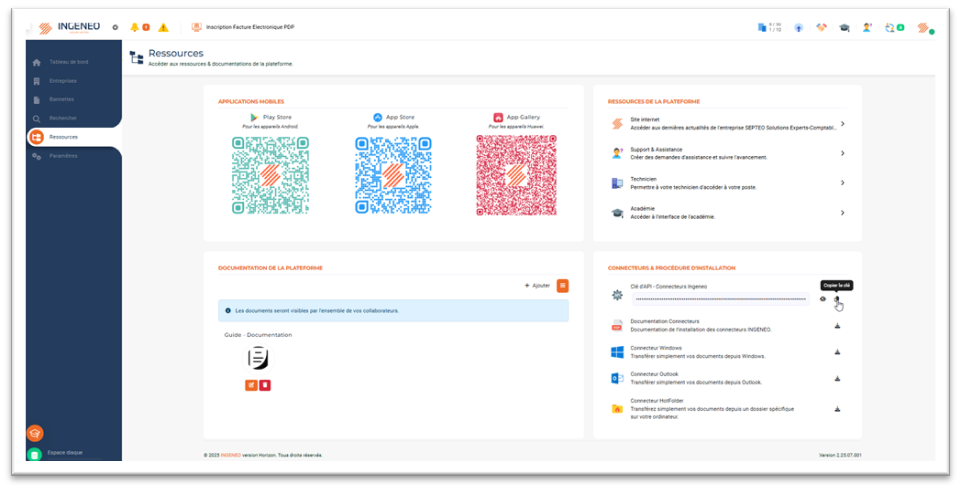 INGENEO
Inscription Facture Electronique PDP
Ressources
Accéder aux ressources & documentations de la plateforme.
Tableau de bord
Entreprises
Bannettes
Rechercher
Ressources
Paramètres
APPLICATIONS MOBILES
Play Store
Pour les appareils Android.
App Store
Pour les appareils Apple.
App Gallery
Pour les appareils Huawei.
RESSOURCES DE LA PLATEFORME
Site internet
Accéder aux dernières actualités de l'entreprise SEPTEO Solutions Experts-Comptabl...
Support & Assistance
Créer des demandes d'assistance et suivre l'avancement.
Technicien
Permettre à votre technicien d'accéder à votre poste.
Académie
Accéder à l'interface de l'académie.
DOCUMENTATION DE LA PLATEFORME
+ Ajouter
Les documents seront visibles par l'ensemble de vos collaborateurs.
Guide - Documentation
CONNECTEURS & PROCÉDURE D'INSTALLATION
Copier la clé
Clé d'API - Connecteurs Ingeneo
Documentation Connecteurs
Documentation de l'installation des connecteurs INGENEO.
Connecteur Windows
Transférer simplement vos documents depuis Windows.
Connecteur Outlook
Transférer simplement vos documents depuis Outlook.
Connecteur HotFolder
Transférez simplement vos documents depuis un dossier spécifique
sur votre ordinateur.
Espace disque
© 2025 INGENEO version Horizon. Tous droits réservés.
Version 2.25.07.001